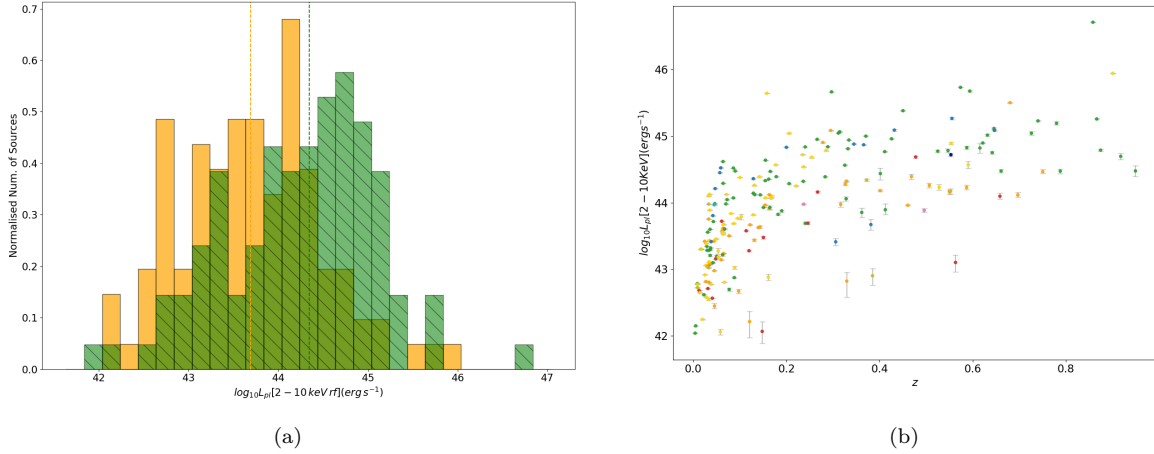 0.7
0.6
0.5
0.4
0.3
0.2
0.1
0.0
Normalised Num. of Sources
42 43 44 45 46 47
log₁₀L_pl[2 − 10 keV rf](erg s⁻¹)
(a)
46
45
44
43
42
log₁₀L_pl[2 − 10KeV](ergs⁻¹)
0.0 0.2 0.4 0.6 0.8
z
(b)